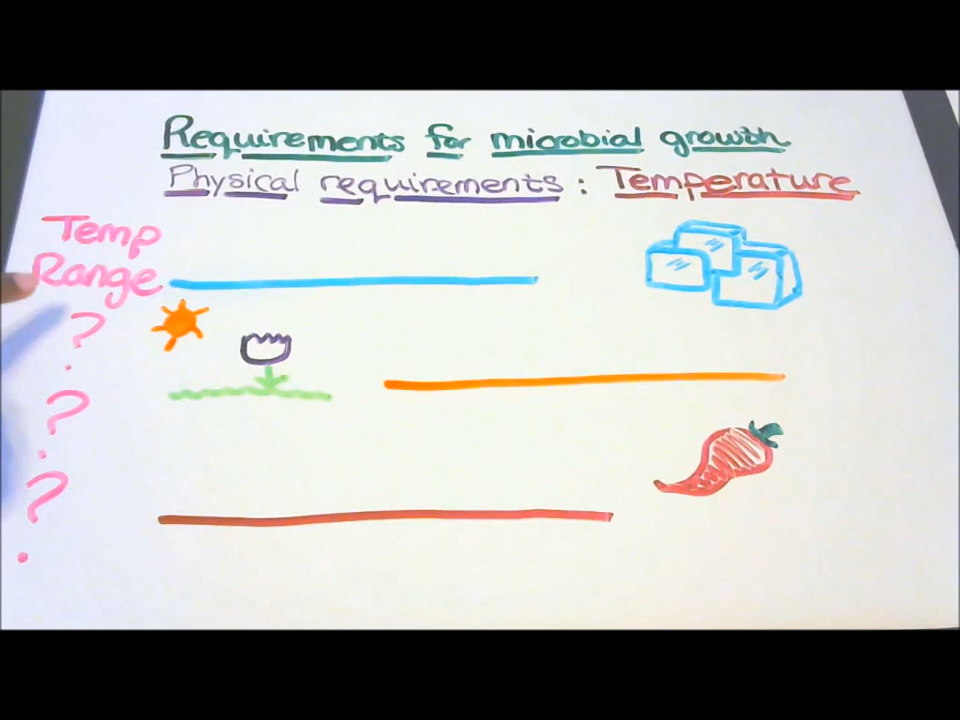 Requirements for microbial growth
Physical requirements: Temperature
Temp
Range
?
?
?